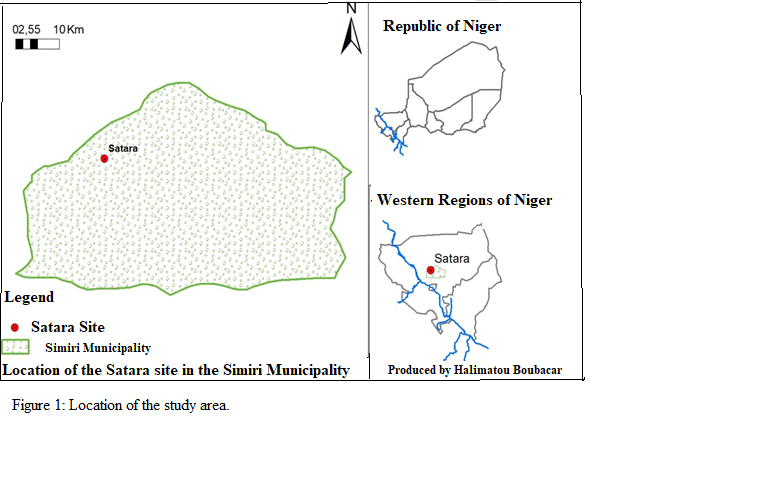 N
02,55 10Km
Satara
Legend
Satara Site
Simiri Municipality
Location of the Satara site in the Simiri Municipality
Republic of Niger
Western Regions of Niger
Satara
Produced by Halimatou Boubacar
Figure 1: Location of the study area.